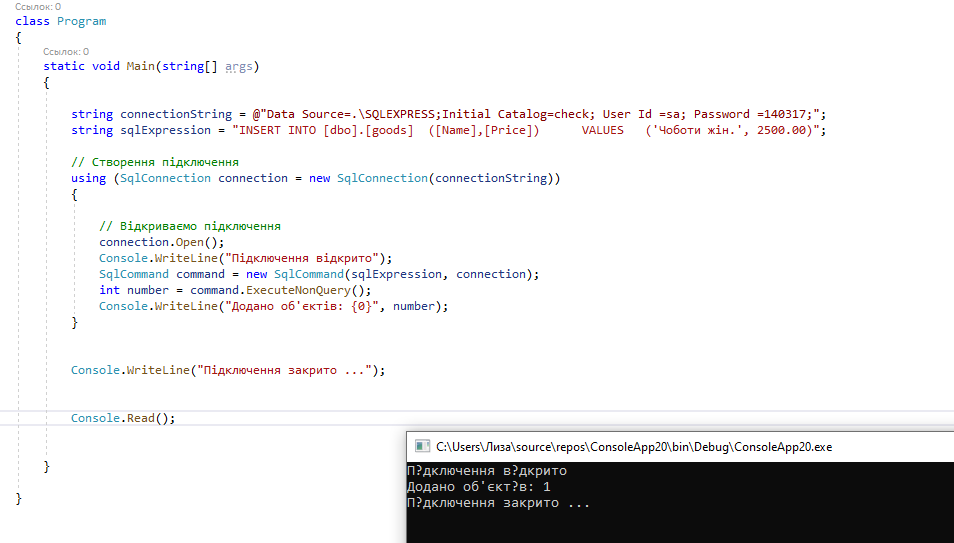 Ссылок: 0
class Program
{
Ссылок: 0
static void Main(string[] args)
{
string connectionString = @"Data Source=.\SQLEXPRESS;Initial Catalog=check; User Id =sa; Password =140317;";
string sqlExpression = "INSERT INTO [dbo].[goods]  ([Name],[Price])      VALUES   ('Чоботи жін.', 2500.00)";
// Створення підключення
using (SqlConnection connection = new SqlConnection(connectionString))
{
// Відкриваємо підключення
connection.Open();
Console.WriteLine("Підключення відкрито");
SqlCommand command = new SqlCommand(sqlExpression, connection);
int number = command.ExecuteNonQuery();
Console.WriteLine("Додано об'єктів: {0}", number);
}
Console.WriteLine("Підключення закрито ...");
Console.Read();
}
}
C:\Users\Лиза\source\repos\ConsoleApp20\bin\Debug\ConsoleApp20.exe
П?дключення в?дкрито
Додано об'єкт?в: 1
П?дключення закрито ...